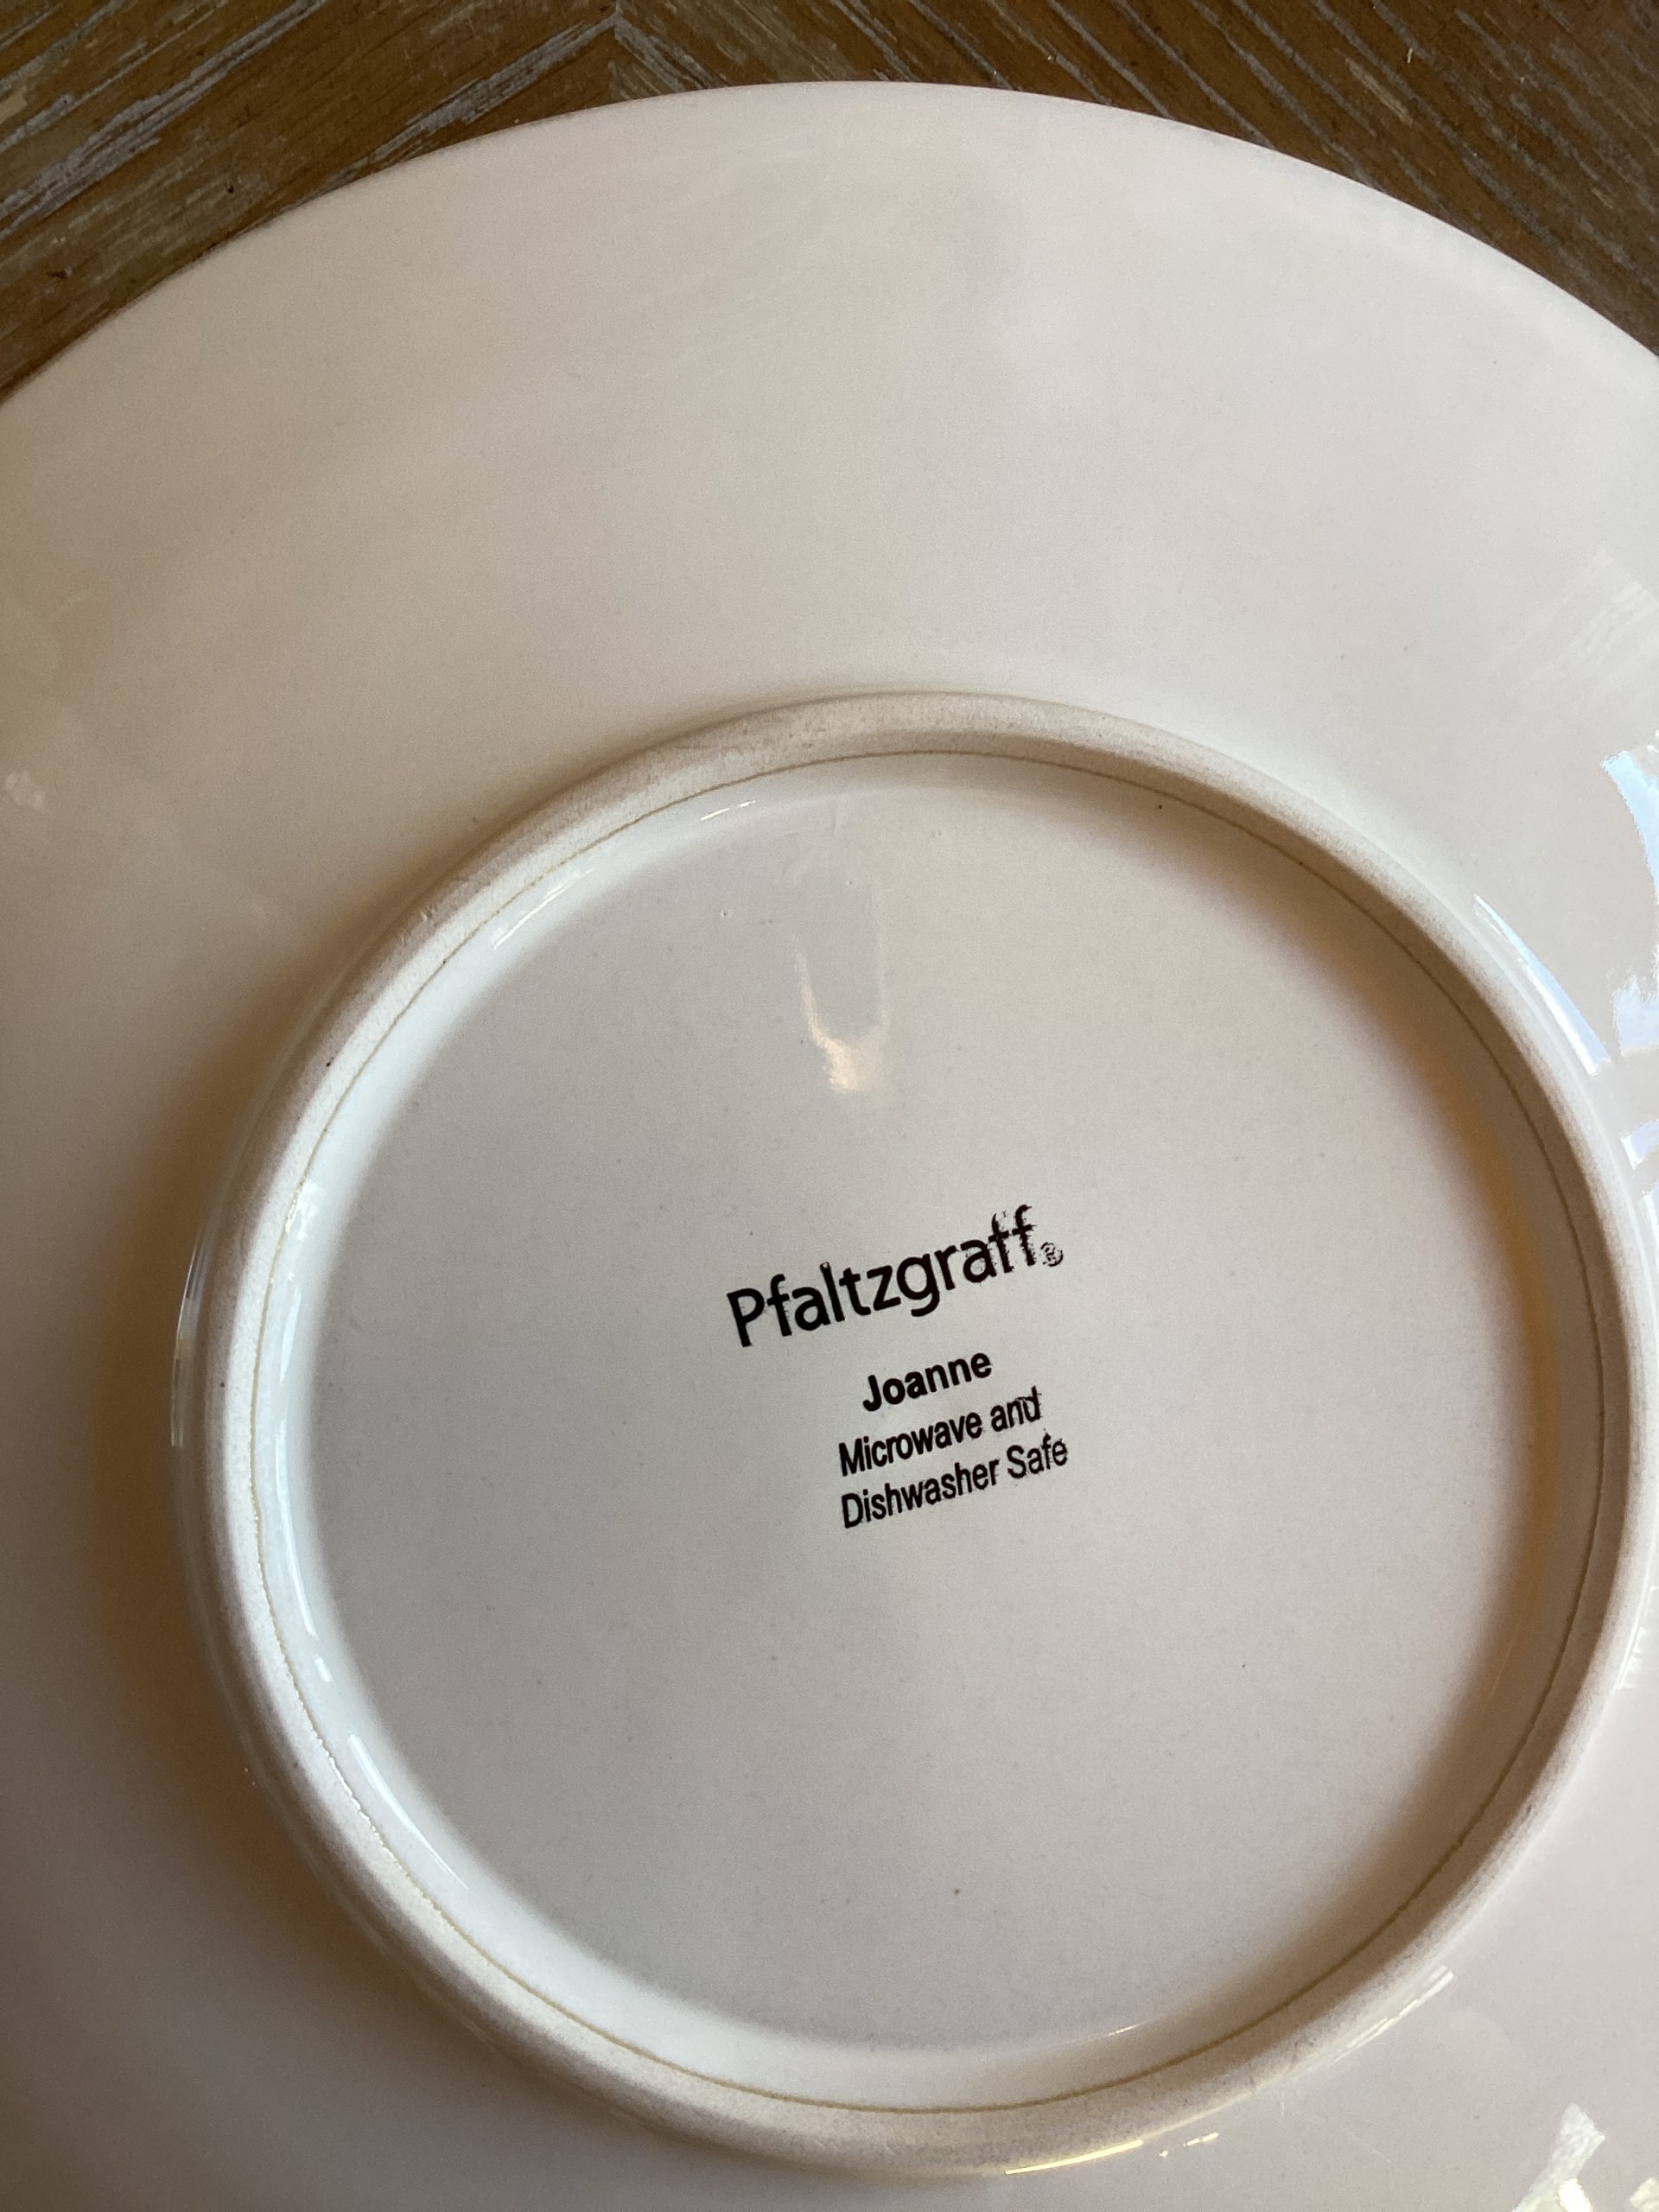 Pfaltzgraff®
Joanne
Microwave and
Dishwasher Safe